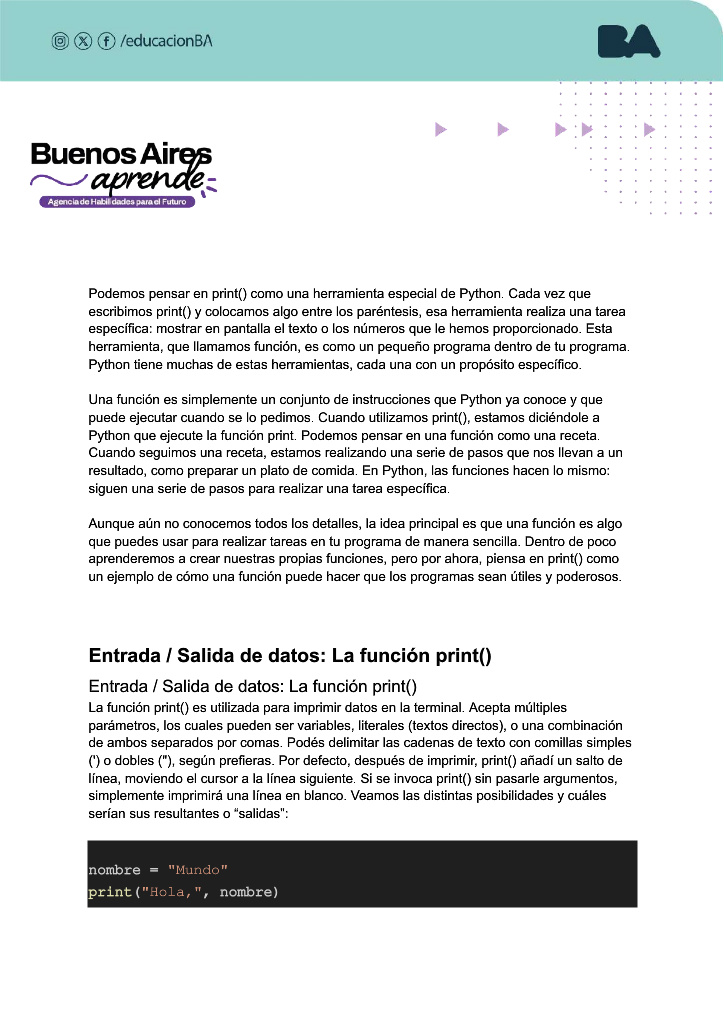 /educacionBA
BA
Buenos Aires
aprende
Agencia de Habilidades para el Futuro
Podemos pensar en print() como una herramienta especial de Python. Cada vez que
escribimos print() y colocamos algo entre los paréntesis, esa herramienta realiza una tarea
específica: mostrar en pantalla el texto o los números que le hemos proporcionado. Esta
herramienta, que llamamos función, es como un pequeño programa dentro de tu programa.
Python tiene muchas de estas herramientas, cada una con un propósito específico.
Una función es simplemente un conjunto de instrucciones que Python ya conoce y que
puede ejecutar cuando se lo pedimos. Cuando utilizamos print(), estamos diciéndole a
Python que ejecute la función print. Podemos pensar en una función como una receta.
Cuando seguimos una receta, estamos realizando una serie de pasos que nos llevan a un
resultado, como preparar un plato de comida. En Python, las funciones hacen lo mismo:
siguen una serie de pasos para realizar una tarea específica.
Aunque aún no conocemos todos los detalles, la idea principal es que una función es algo
que puedes usar para realizar tareas en tu programa de manera sencilla. Dentro de poco
aprenderemos a crear nuestras propias funciones, pero por ahora, piensa en print() como
un ejemplo de cómo una función puede hacer que los programas sean útiles y poderosos.
Entrada / Salida de datos: La función print()
Entrada / Salida de datos: La función print()
La función print() es utilizada para imprimir datos en la terminal. Acepta múltiples
parámetros, los cuales pueden ser variables, literales (textos directos), o una combinación
de ambos separados por comas. Podés delimitar las cadenas de texto con comillas simples
(') o dobles ("), según prefieras. Por defecto, después de imprimir, print() añadí un salto de
línea, moviendo el cursor a la línea siguiente. Si se invoca print() sin pasarle argumentos,
simplemente imprimirá una línea en blanco. Veamos las distintas posibilidades y cuáles
serían sus resultantes o “salidas”:
nombre = "Mundo"
print("Hola,", nombre)